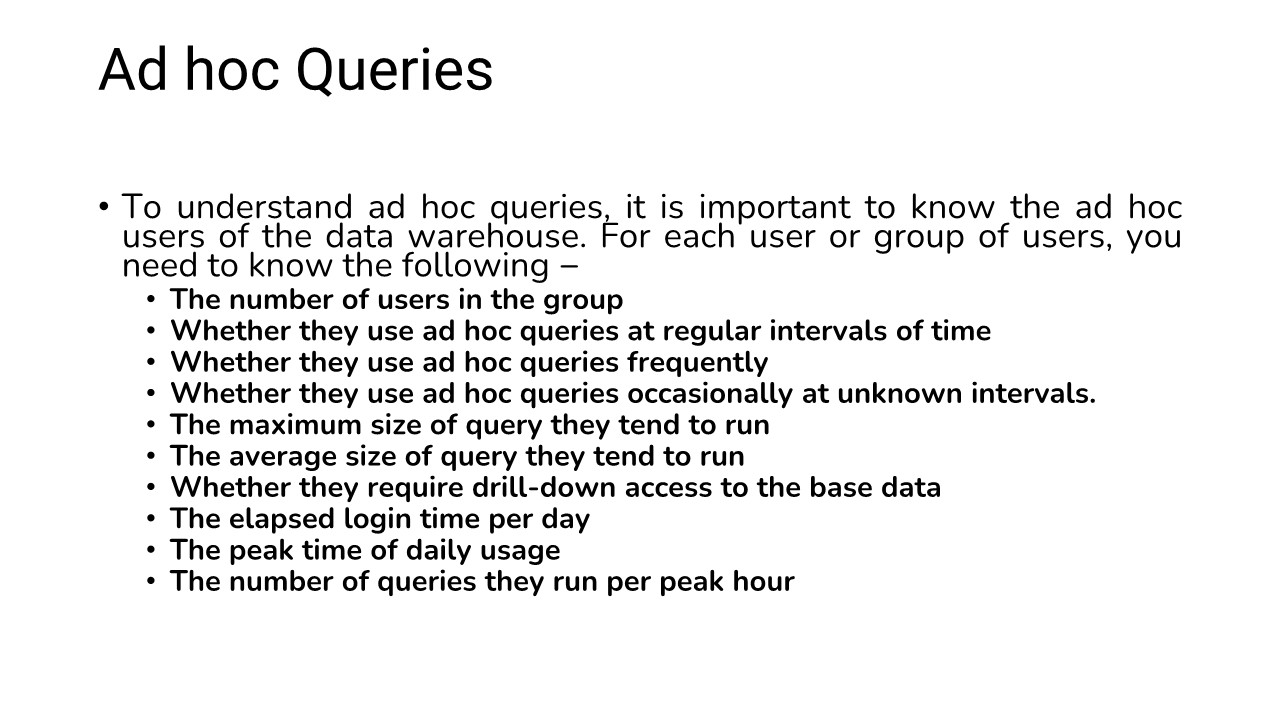 Ad hoc Queries
• To understand ad hoc queries, it is important to know the ad hoc
users of the data warehouse. For each user or group of users, you
need to know the following −
• The number of users in the group
• Whether they use ad hoc queries at regular intervals of time
• Whether they use ad hoc queries frequently
• Whether they use ad hoc queries occasionally at unknown intervals.
• The maximum size of query they tend to run
• The average size of query they tend to run
• Whether they require drill-down access to the base data
• The elapsed login time per day
• The peak time of daily usage
• The number of queries they run per peak hour